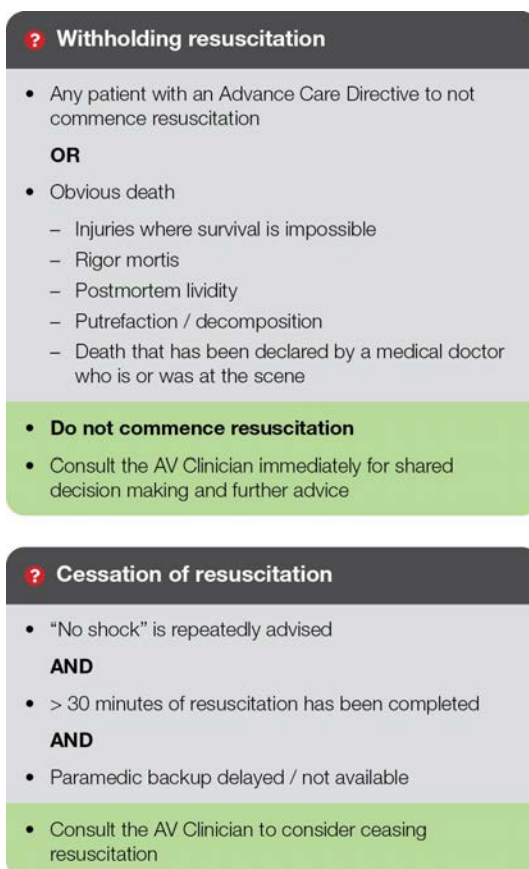 Withholding resuscitation
• Any patient with an Advance Care Directive to not
commence resuscitation
OR
• Obvious death
– Injuries where survival is impossible
– Rigor mortis
– Postmortem lividity
– Putrefaction / decomposition
– Death that has been declared by a medical doctor
who is or was at the scene
• Do not commence resuscitation
• Consult the AV Clinician immediately for shared
decision making and further advice
Cessation of resuscitation
• “No shock” is repeatedly advised
AND
• > 30 minutes of resuscitation has been completed
AND
• Paramedic backup delayed / not available
• Consult the AV Clinician to consider ceasing
resuscitation